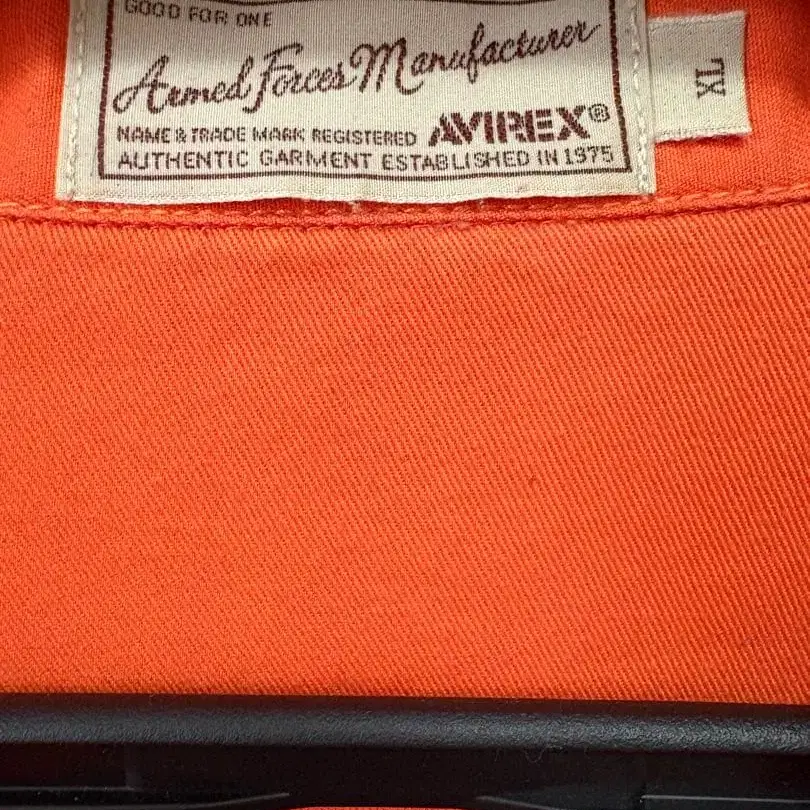 GOOD FOR ONE
Armed Forces Manufacturer
NAME & TRADE MARK REGISTERED AVIREX®
AUTHENTIC GARMENT ESTABLISHED IN 1975
XL